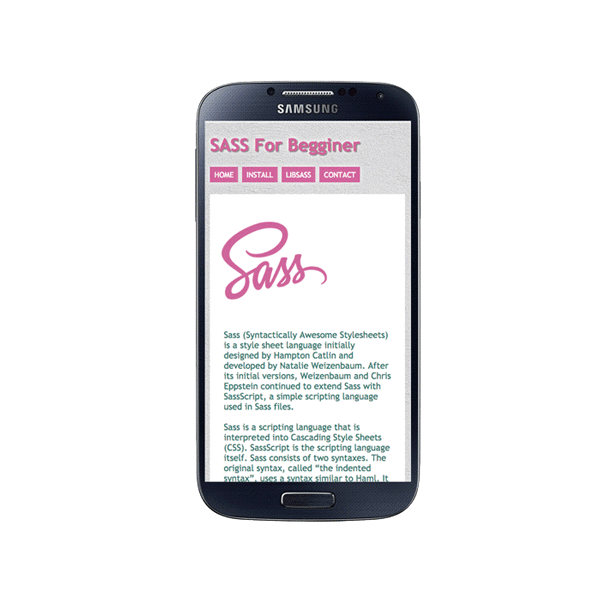 SAMSUNG
SASS For Begginer
HOME INSTALL LIBSASS CONTACT
Sass
Sass (Syntactically Awesome Stylesheets)
is a style sheet language initially
designed by Hampton Catlin and
developed by Natalie Weizenbaum. After
its initial versions, Weizenbaum and Chris
Eppstein continued to extend Sass with
SassScript, a simple scripting language
used in Sass files.
Sass is a scripting language that is
interpreted into Cascading Style Sheets
(CSS). SassScript is the scripting language
itself. Sass consists of two syntaxes. The
original syntax, called “the indented
syntax”, uses a syntax similar to Haml. It